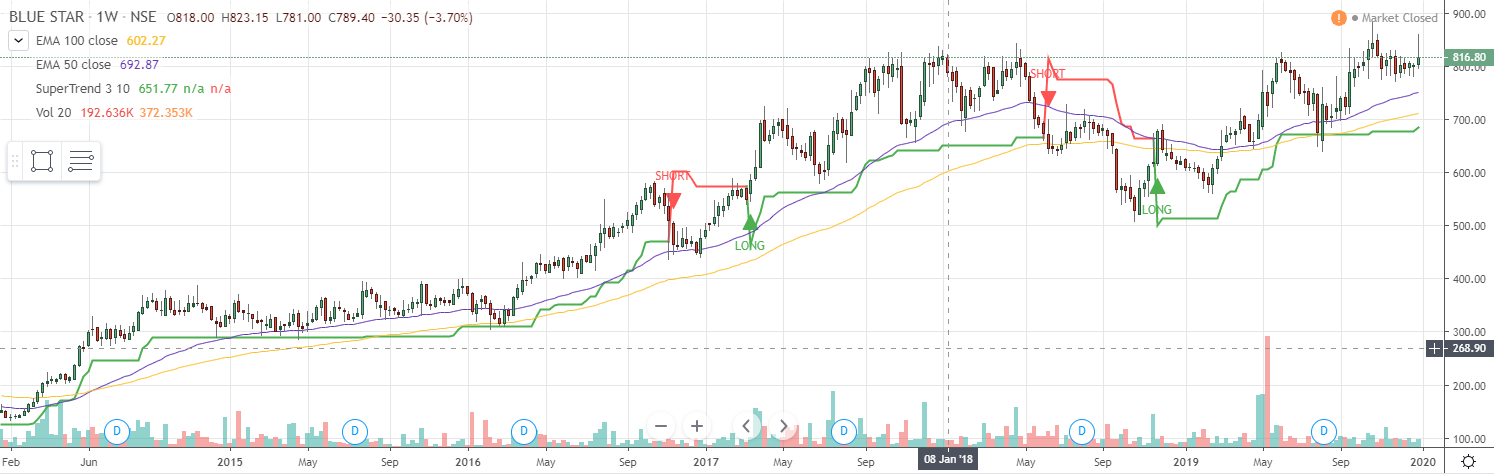 BLUE STAR · 1W · NSE O818.00 H823.15 L781.00 C789.40 −30.35 (−3.70%)
! Market Closed
EMA 100 close 602.27
EMA 50 close 692.87
SuperTrend 3 10 651.77 n/a n/a
Vol 20 192.636K 372.353K
900.00
816.80
800.00
700.00
600.00
500.00
400.00
300.00
268.90
200.00
100.00
SHORT
LONG
SHORT
LONG
D D D D D D
Feb Jun 2015 May Sep 2016 May Sep 2017 May Sep 08 Jan '18 May Sep 2019 May Sep 2020